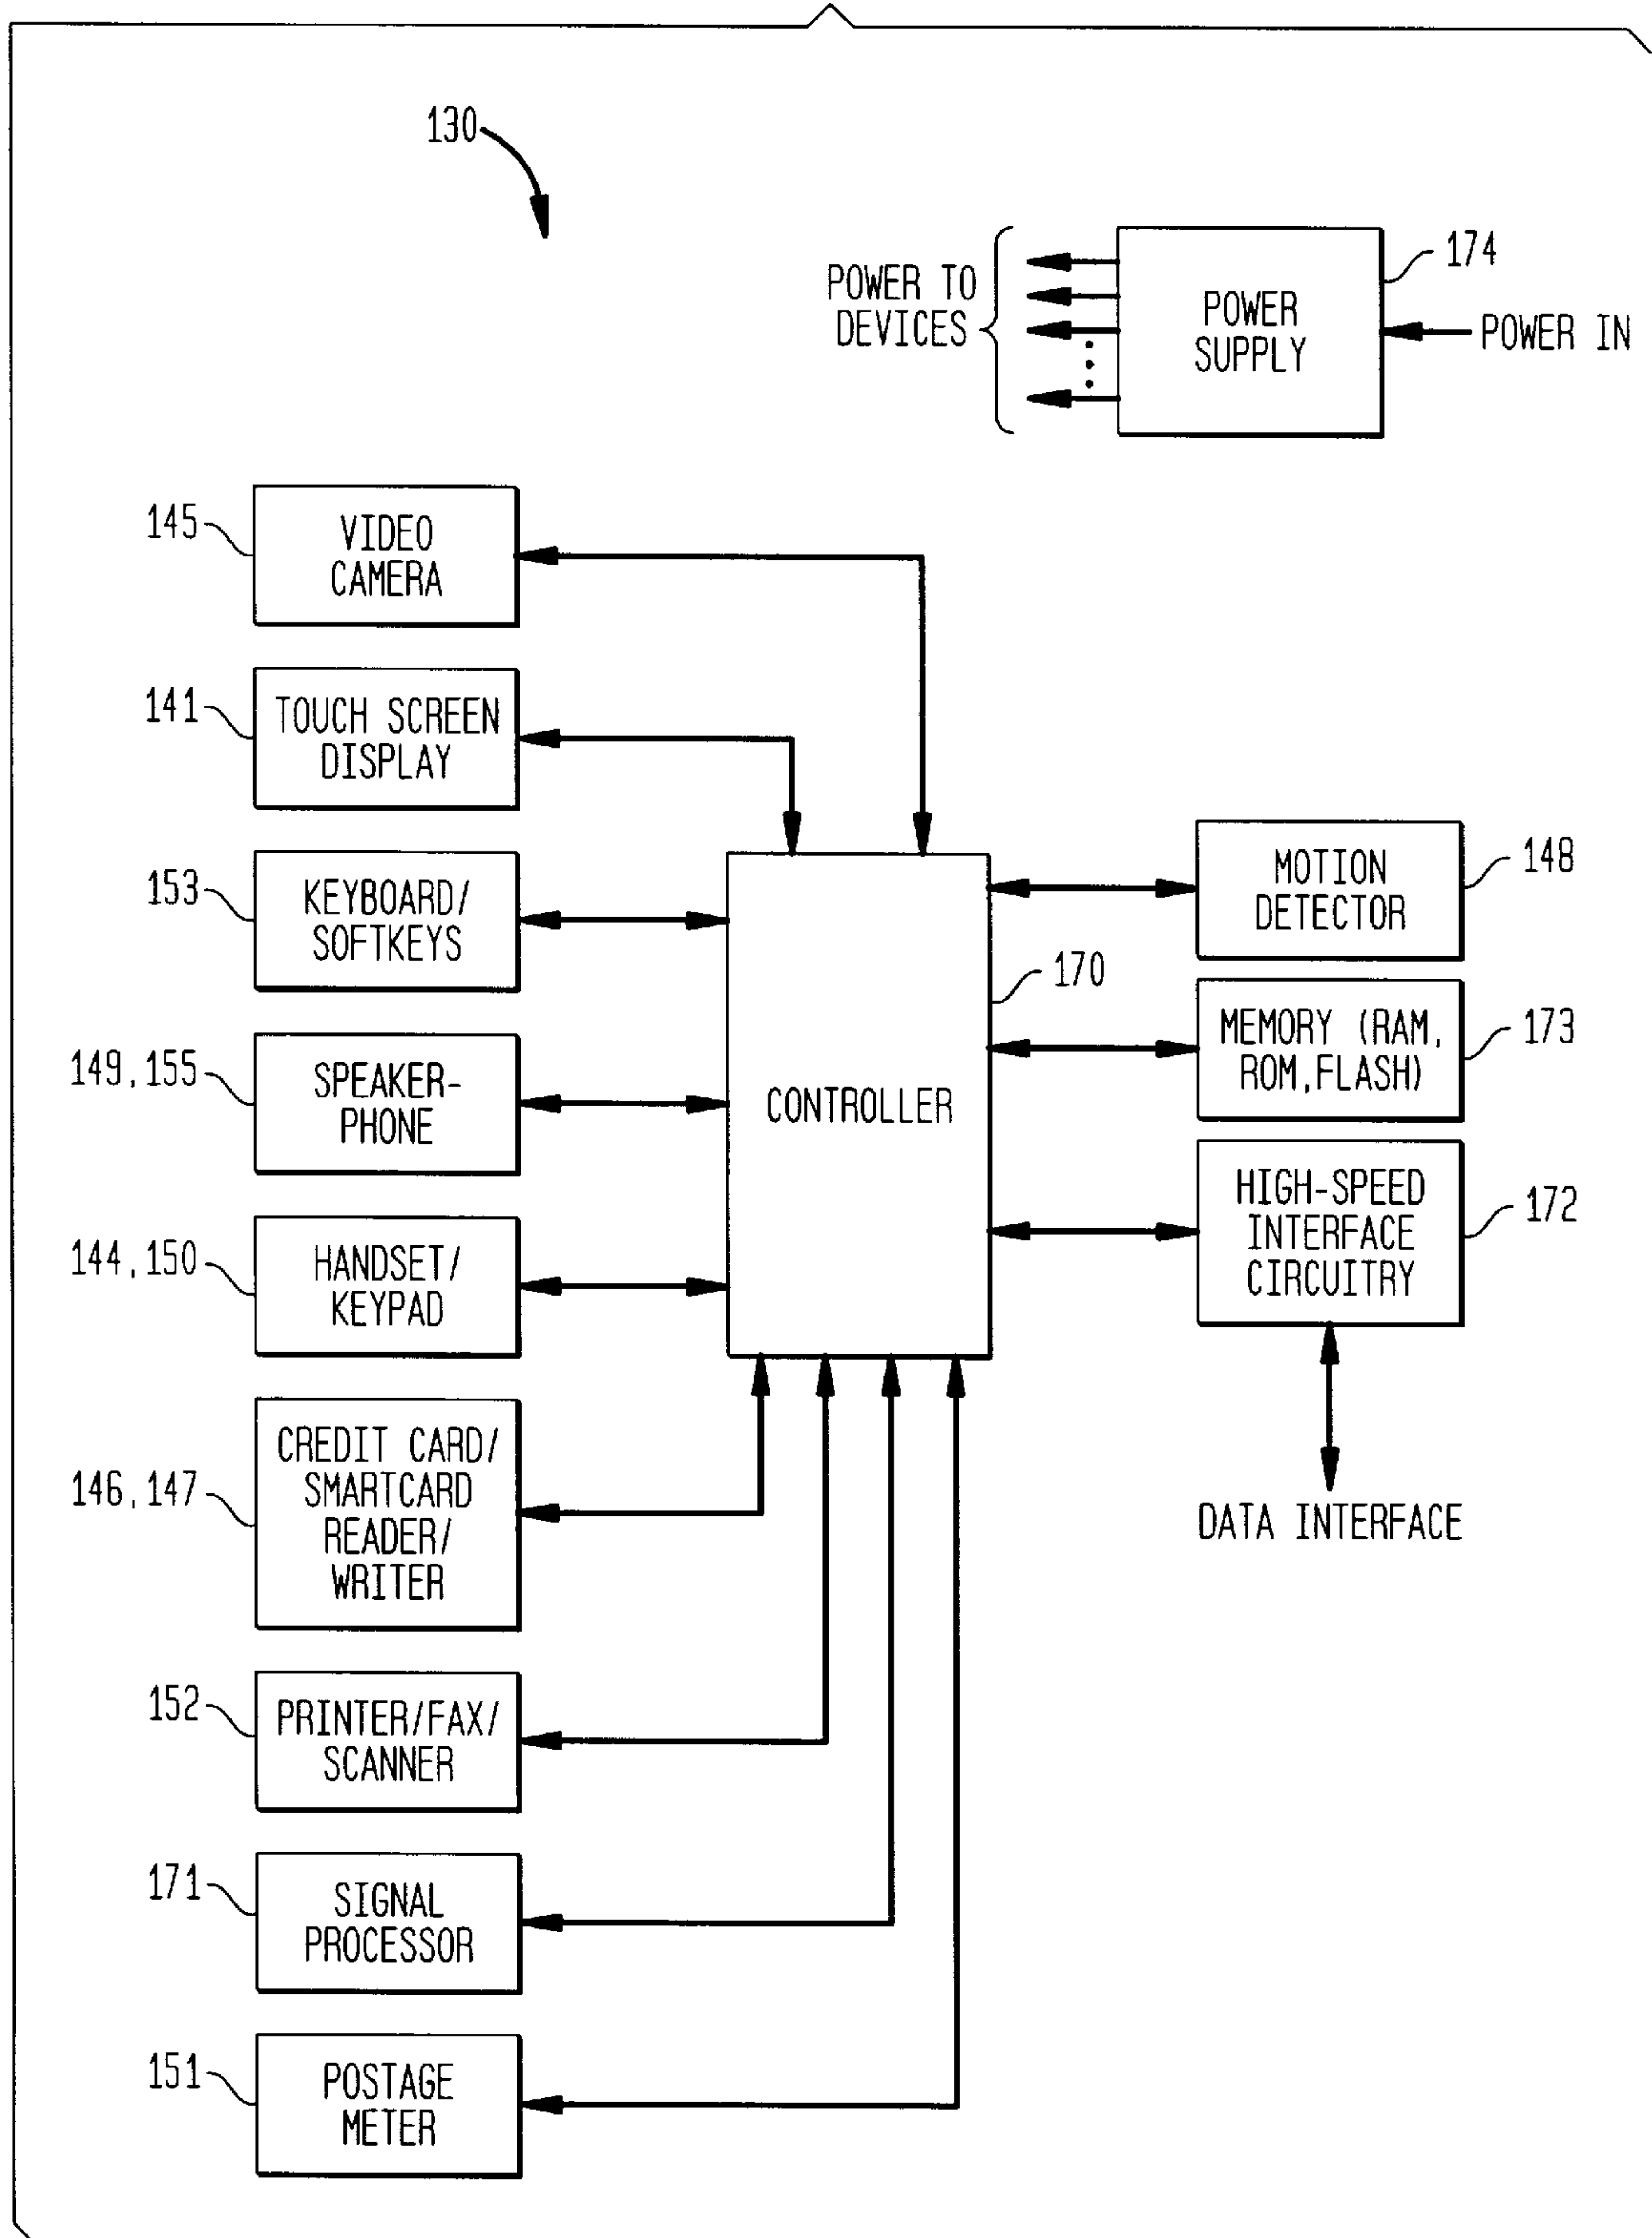 130
174
POWER TO
DEVICES
POWER
SUPPLY
POWER IN
145
VIDEO
CAMERA
141
TOUCH SCREEN
DISPLAY
153
KEYBOARD/
SOFTKEYS
149,155
SPEAKER-
PHONE
144,150
HANDSET/
KEYPAD
146,147
CREDIT CARD/
SMARTCARD
READER/
WRITER
152
PRINTER/FAX/
SCANNER
171
SIGNAL
PROCESSOR
151
POSTAGE
METER
170
CONTROLLER
148
MOTION
DETECTOR
173
MEMORY (RAM,
ROM,FLASH)
172
HIGH-SPEED
INTERFACE
CIRCUITRY
DATA INTERFACE